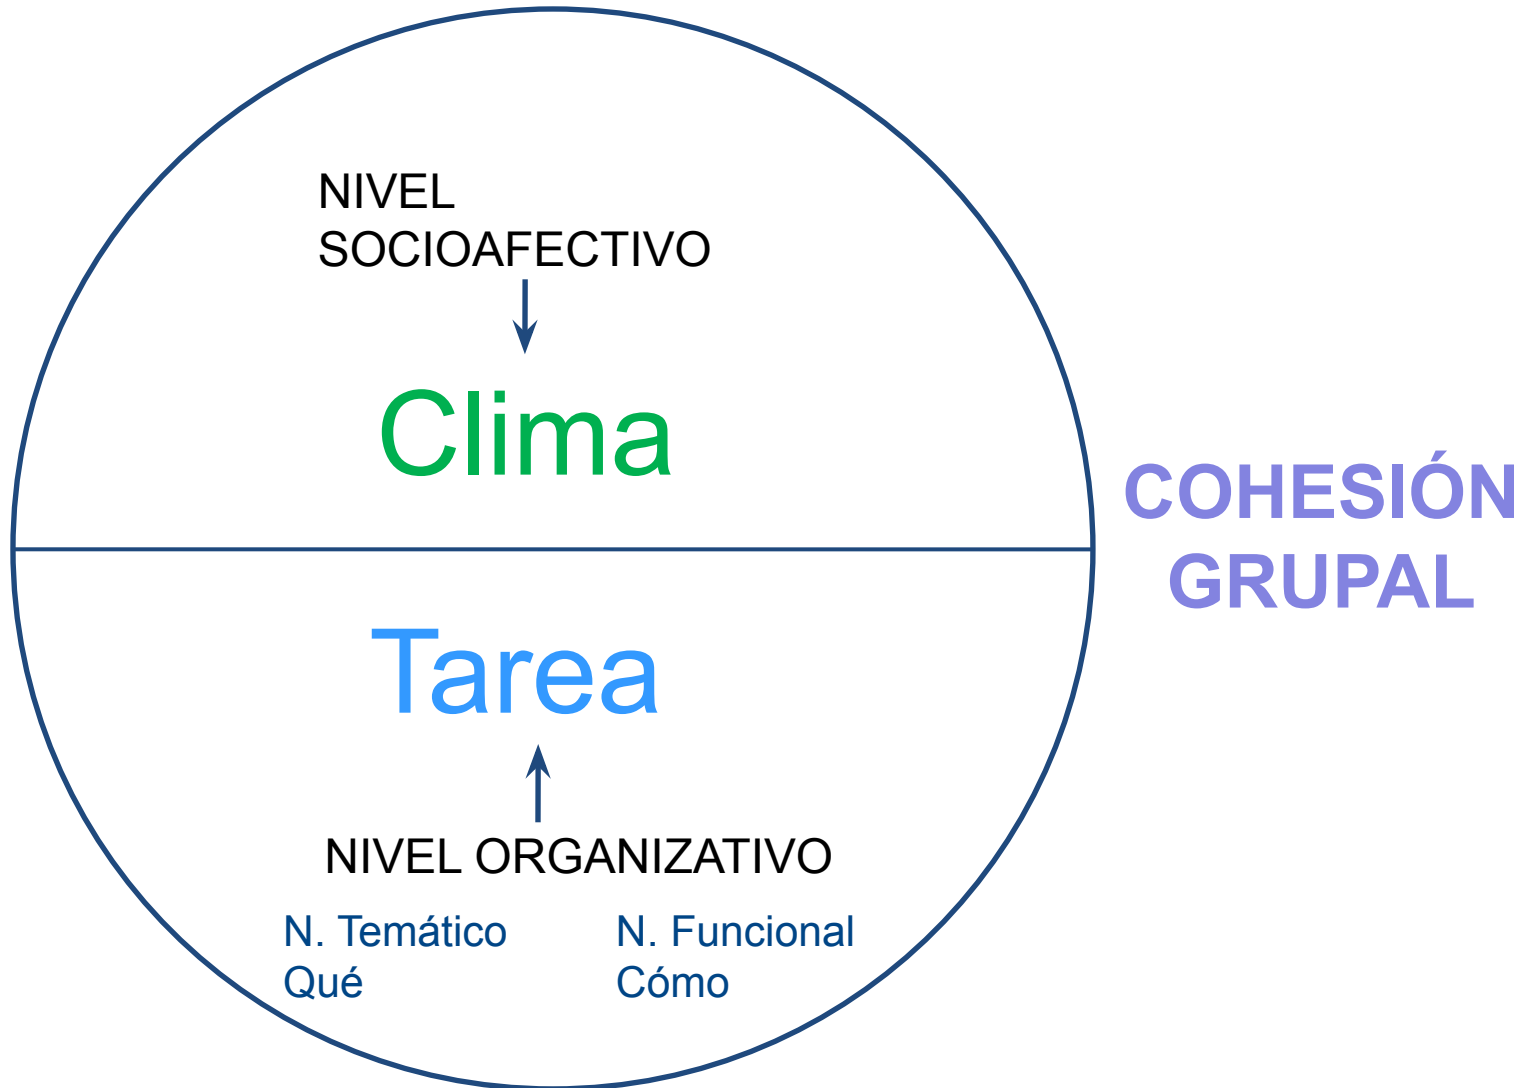 NIVEL
SOCIOAFECTIVO
Clima
COHESIÓN
GRUPAL
Tarea
NIVEL ORGANIZATIVO
N. Temático
Qué
N. Funcional
Cómo